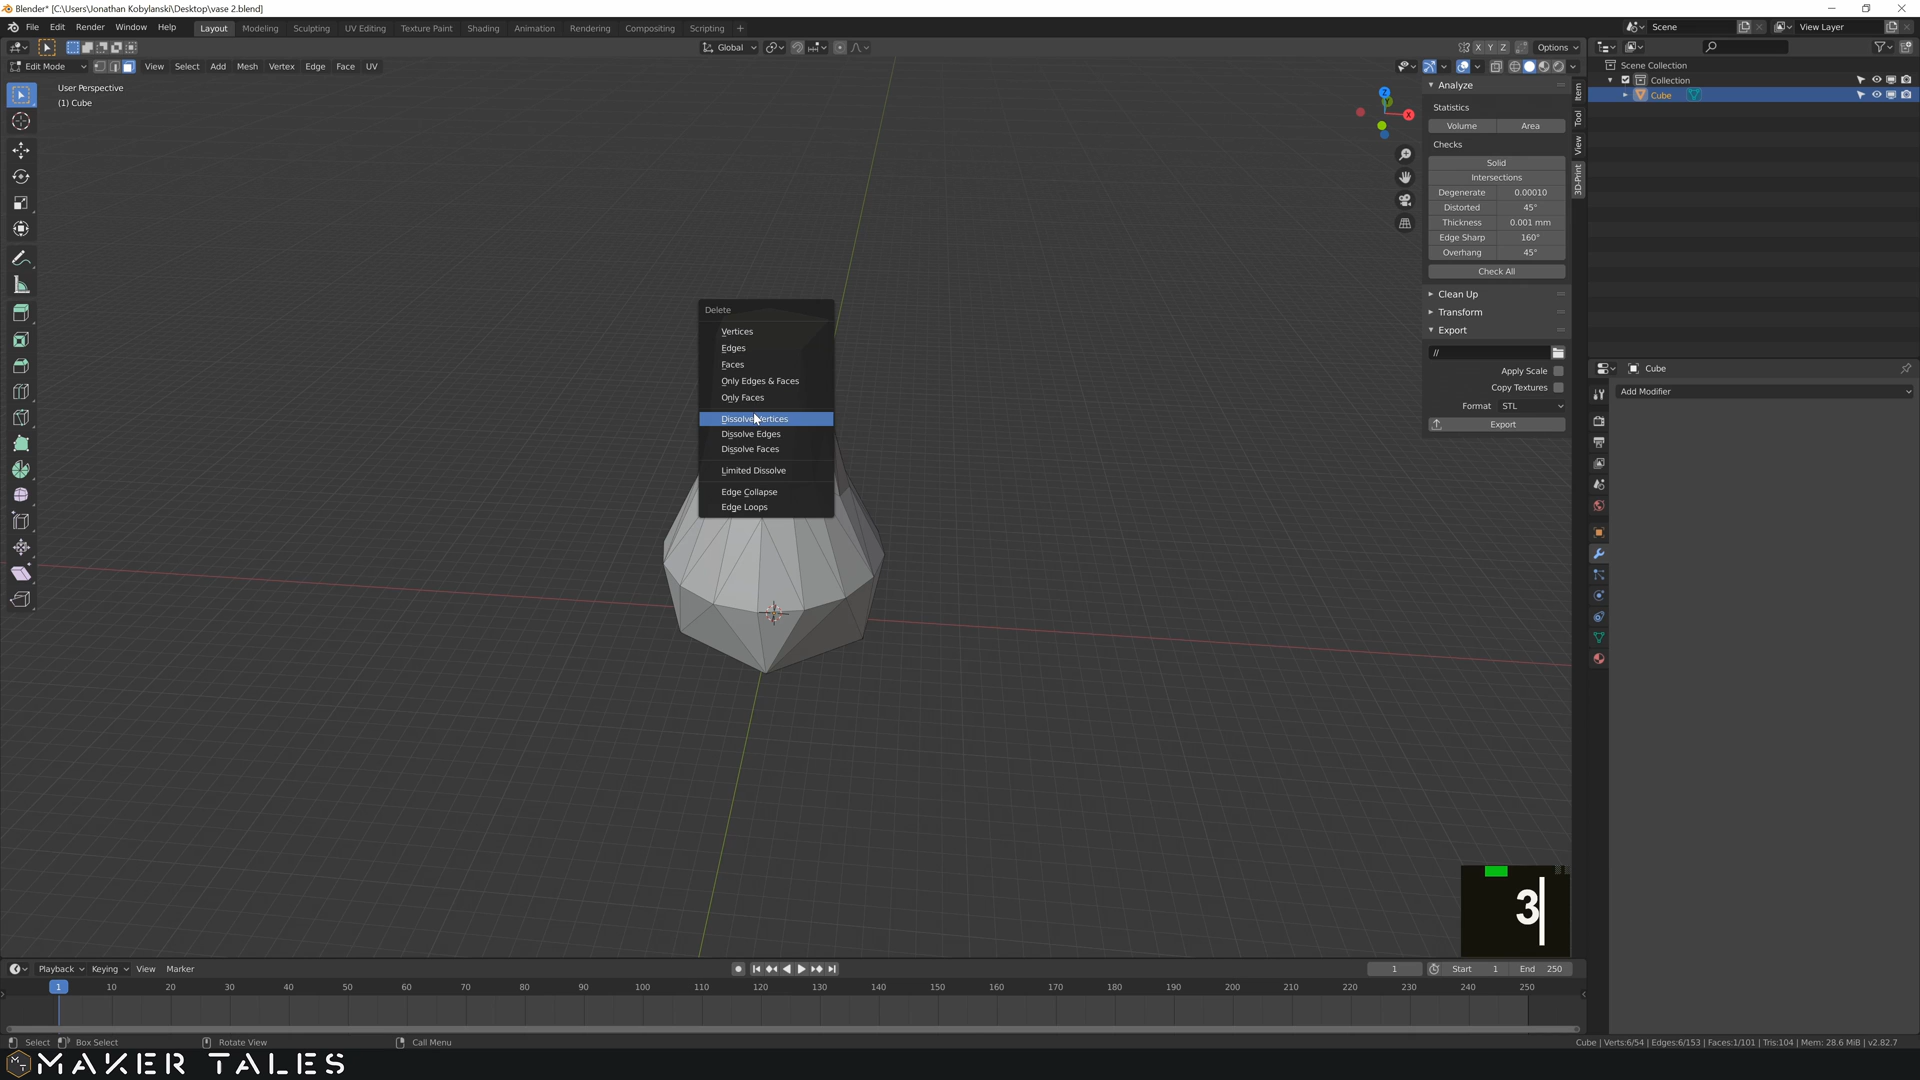 Blender* [C:\Users\Jonathan Kobylanski\Desktop\vase 2.blend]
File Edit Render Window Help Layout Modeling Sculpting UV Editing Texture Paint Shading Animation Rendering Compositing Scripting + Scene View Layer
Global X Y Z Options
Edit Mode View Select Add Mesh Vertex Edge Face UV
User Perspective
(1) Cube
Z
X
Analyze
Statistics
Volume Area
Checks
Solid
Intersections
Degenerate 0.00010
Distorted 45°
Thickness 0.001 mm
Edge Sharp 160°
Overhang 45°
Check All
Clean Up
Transform
Export
//
Apply Scale
Copy Textures
Format STL
Export
Item
Tool
View
3D-Print
Scene Collection
Collection
Cube
Cube
Add Modifier
Delete
Vertices
Edges
Faces
Only Edges & Faces
Only Faces
Dissolve Vertices
Dissolve Edges
Dissolve Faces
Limited Dissolve
Edge Collapse
Edge Loops
3
Playback Keying View Marker 1 Start 1 End 250
1 10 20 30 40 50 60 70 80 90 100 110 120 130 140 150 160 170 180 190 200 210 220 230 240 250
Select Box Select Rotate View Call Menu Cube | Verts:6/54 | Edges:6/153 | Faces:1/101 | Tris:104 | Mem: 28.6 MiB | v2.82.7
MAKER TALES